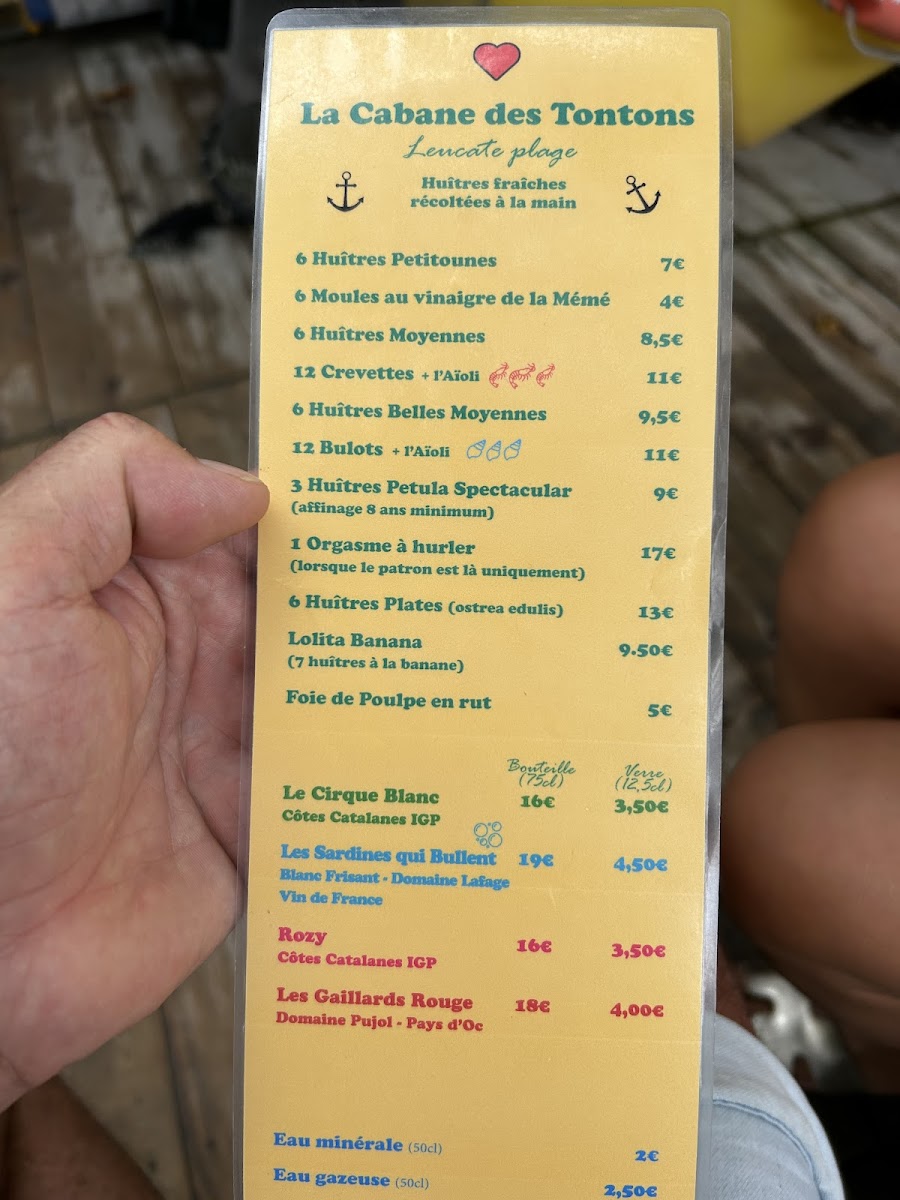 La Cabane des Tontons
Leucate plage
Huîtres fraîches
récoltées à la main
6 Huîtres Petitounes 7€
6 Moules au vinaigre de la Mémé 4€
6 Huîtres Moyennes 8,5€
12 Crevettes + l'Aïoli 11€
6 Huîtres Belles Moyennes 9,5€
12 Bulots + l'Aïoli 11€
3 Huîtres Petula Spectacular 9€
(affinage 8 ans minimum)
1 Orgasme à hurler 17€
(lorsque le patron est là uniquement)
6 Huîtres Plates (ostrea edulis) 13€
Lolita Banana 9.50€
(7 huîtres à la banane)
Foie de Poulpe en rut 5€
Bouteille Verre
(75cl) (12,5cl)
Le Cirque Blanc 16€ 3,50€
Côtes Catalanes IGP
Les Sardines qui Bullent 19€ 4,50€
Blanc Frisant - Domaine Lafage
Vin de France
Rozy 16€ 3,50€
Côtes Catalanes IGP
Les Gaillards Rouge 18€ 4,00€
Domaine Pujol - Pays d'Oc
Eau minérale (50cl) 2€
Eau gazeuse (50cl) 2,50€